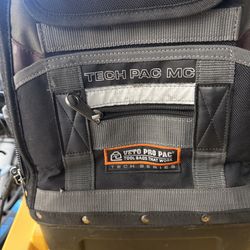 TECH PAC MC
VETO PRO PAC
TOOL BAGS THAT WORK
TECH SERIES